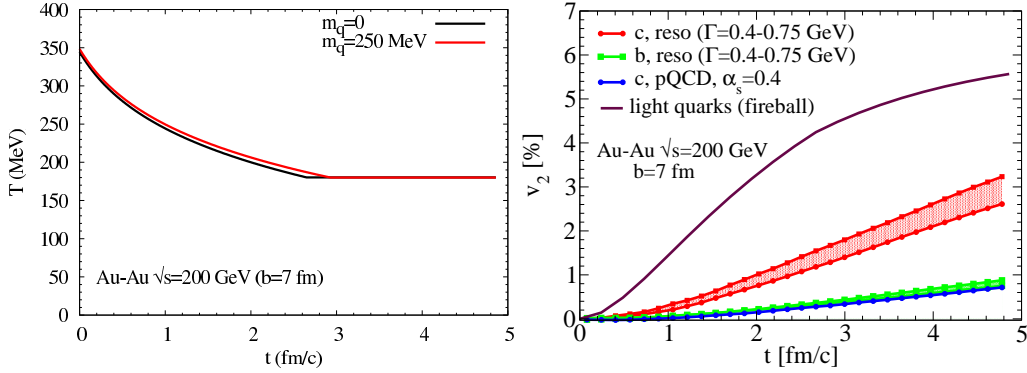 400
350
300
250
200
150
100
50
0
T (MeV)
m_q=0
m_q=250 MeV
Au-Au √s=200 GeV (b=7 fm)
0 1 2 3 4 5
t (fm/c)
7
6
5
4
3
2
1
0
v_2 [%]
c, reso (Γ=0.4-0.75 GeV)
b, reso (Γ=0.4-0.75 GeV)
c, pQCD, α_s=0.4
light quarks (fireball)
Au-Au √s=200 GeV
b=7 fm
0 1 2 3 4 5
t [fm/c]